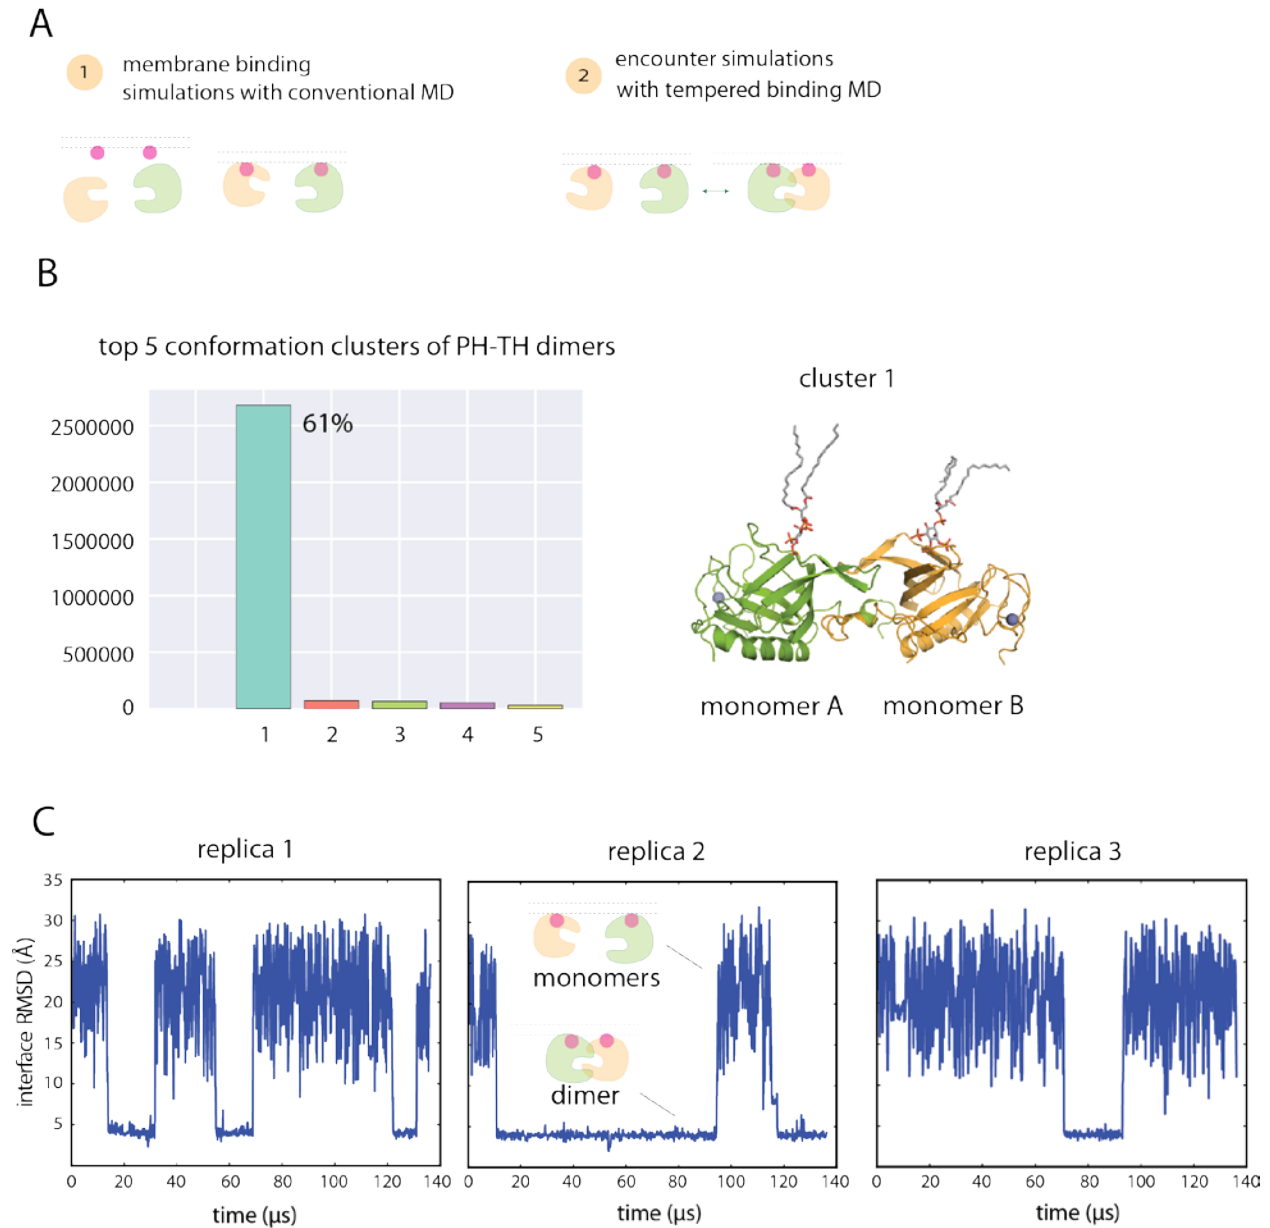 A
1
membrane binding
simulations with conventional MD
2
encounter simulations
with tempered binding MD
B
top 5 conformation clusters of PH-TH dimers
2500000
2000000
1500000
1000000
500000
0
61%
1 2 3 4 5
cluster 1
monomer A monomer B
C
replica 1
replica 2
replica 3
interface RMSD (Å)
35
30
25
20
15
10
5
monomers
dimer
0 20 40 60 80 100 120 140
0 20 40 60 80 100 120 140
0 20 40 60 80 100 120 140
time (μs)
time (μs)
time (μs)